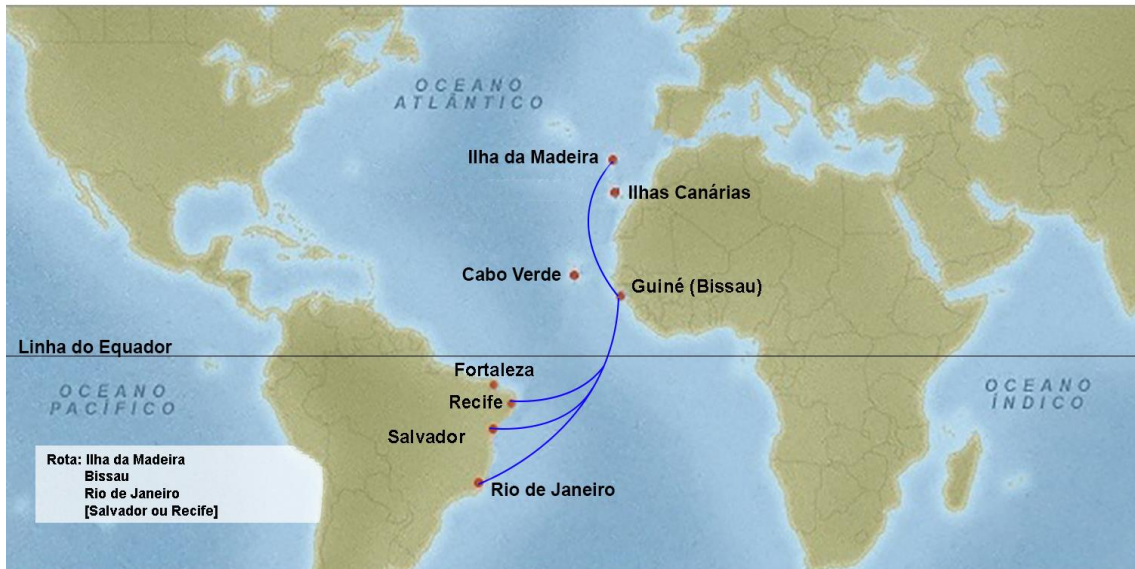 OCEANO
ATLÂNTICO
Ilha da Madeira
Ilhas Canárias
Cabo Verde
Guiné (Bissau)
Linha do Equador
Fortaleza
OCEANO
PACÍFICO
OCEANO
ÍNDICO
Recife
Salvador
Rota: Ilha da Madeira
Bissau
Rio de Janeiro
[Salvador ou Recife]
Rio de Janeiro